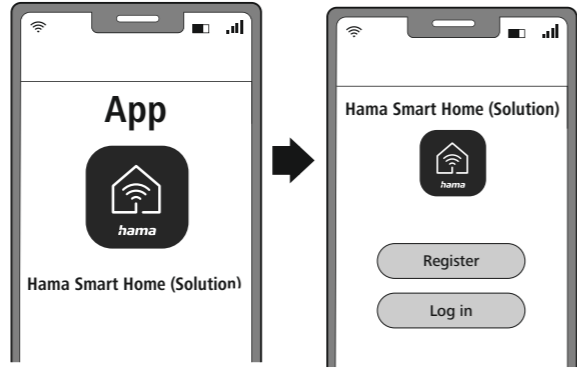 App
hama
Hama Smart Home (Solution)
Hama Smart Home (Solution)
hama
Register
Log in